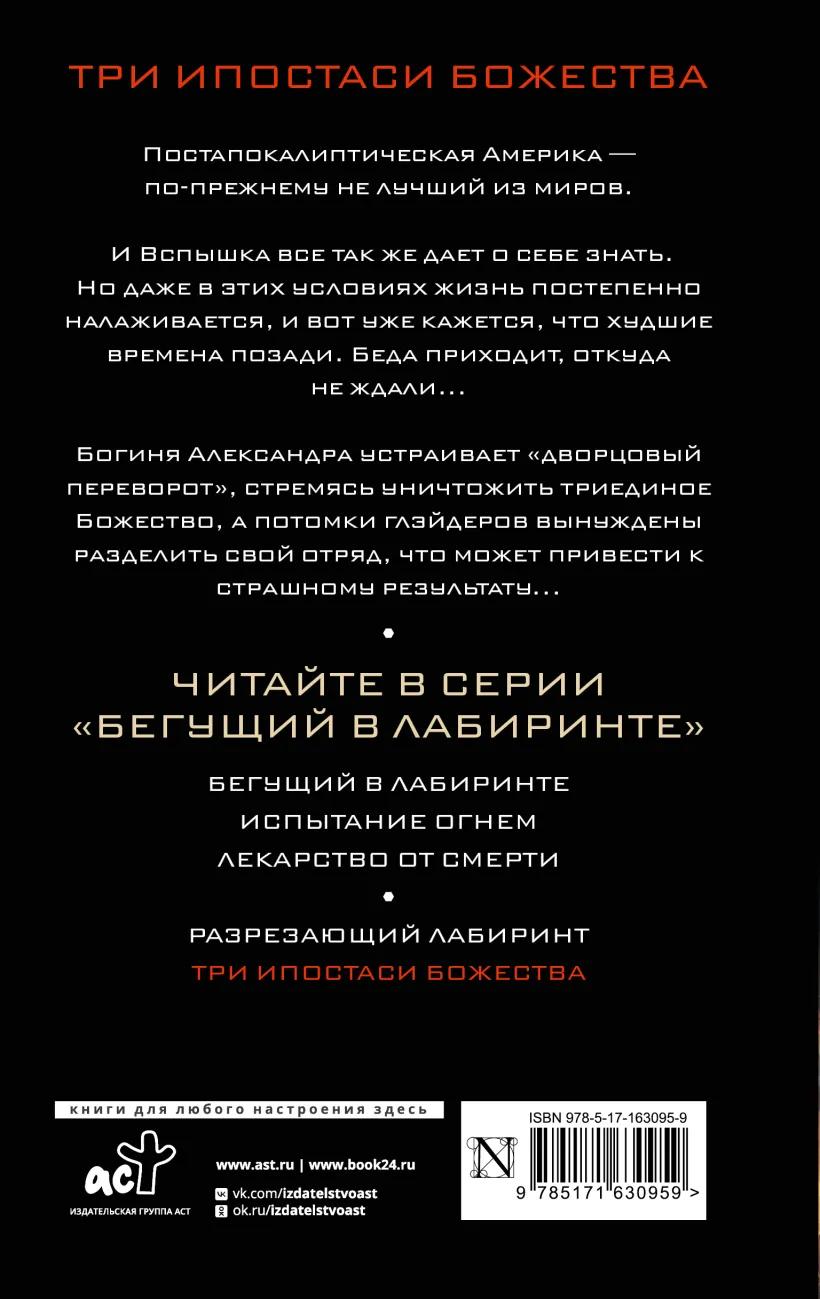 ТРИ ИПОСТАСИ БОЖЕСТВА
Постапокалиптическая Америка —
по-прежнему не лучший из миров.
И Вспышка все так же дает о себе знать.
Но даже в этих условиях жизнь постепенно
налаживается, и вот уже кажется, что худшие
времена позади. Беда приходит, откуда
не ждали...
Богиня Александра устраивает «дворцовый
переворот», стремясь уничтожить триединое
Божество, а потомки глэйдеров вынуждены
разделить свой отряд, что может привести к
страшному результату...
•
ЧИТАЙТЕ В СЕРИИ
«БЕГУЩИЙ В ЛАБИРИНТЕ»
БЕГУЩИЙ В ЛАБИРИНТЕ
ИСПЫТАНИЕ ОГНЕМ
ЛЕКАРСТВО ОТ СМЕРТИ
•
РАЗРЕЗАЮЩИЙ ЛАБИРИНТ
ТРИ ИПОСТАСИ БОЖЕСТВА
книги для любого настроения здесь
аст
ИЗДАТЕЛЬСКАЯ ГРУППА АСТ
www.ast.ru | www.book24.ru
vk.com/izdatelstvoast
ok.ru/izdatelstvoast
N
ISBN 978-5-17-163095-9
9 785171 630959 >